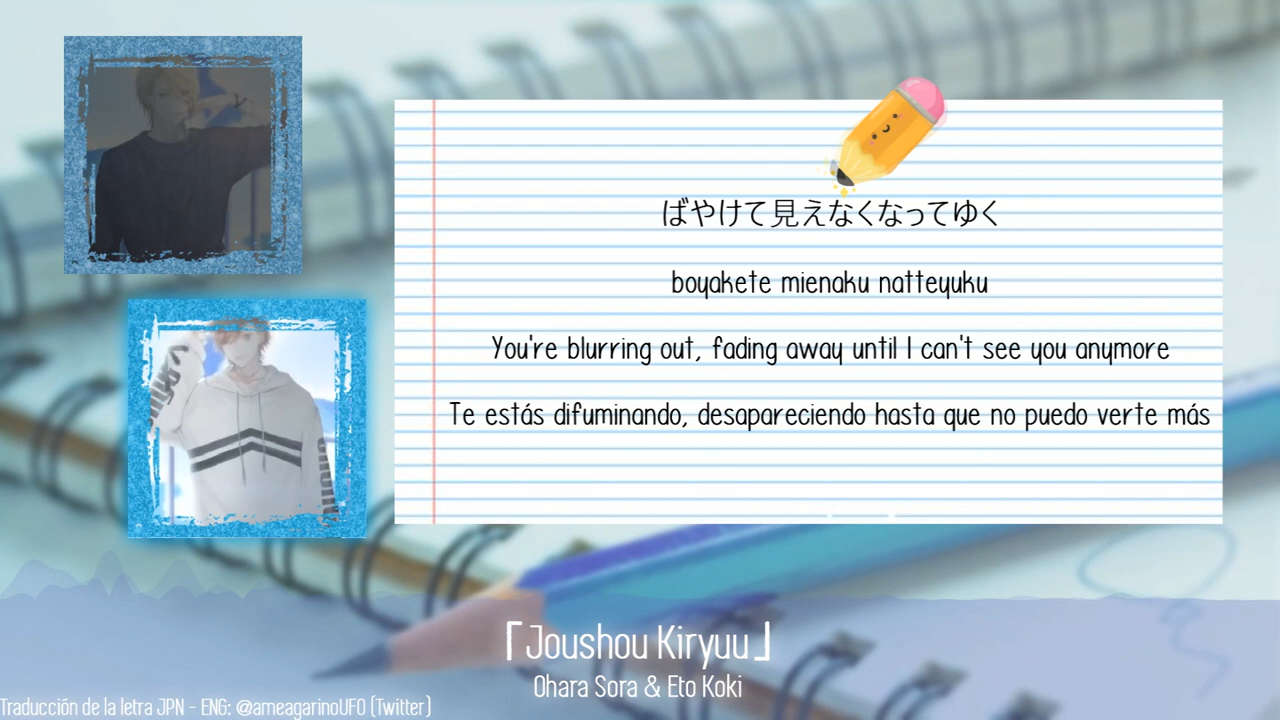 ばやけて見えなくなってゆく
boyakete mienaku natteyuku
You're blurring out, fading away until I can't see you anymore
Te estás difuminando, desapareciendo hasta que no puedo verte más
「Joushou Kiryuu」
Ohara Sora & Eto Koki
Traducción de la letra JPN - ENG: @ameagarinoUFO (Twitter)